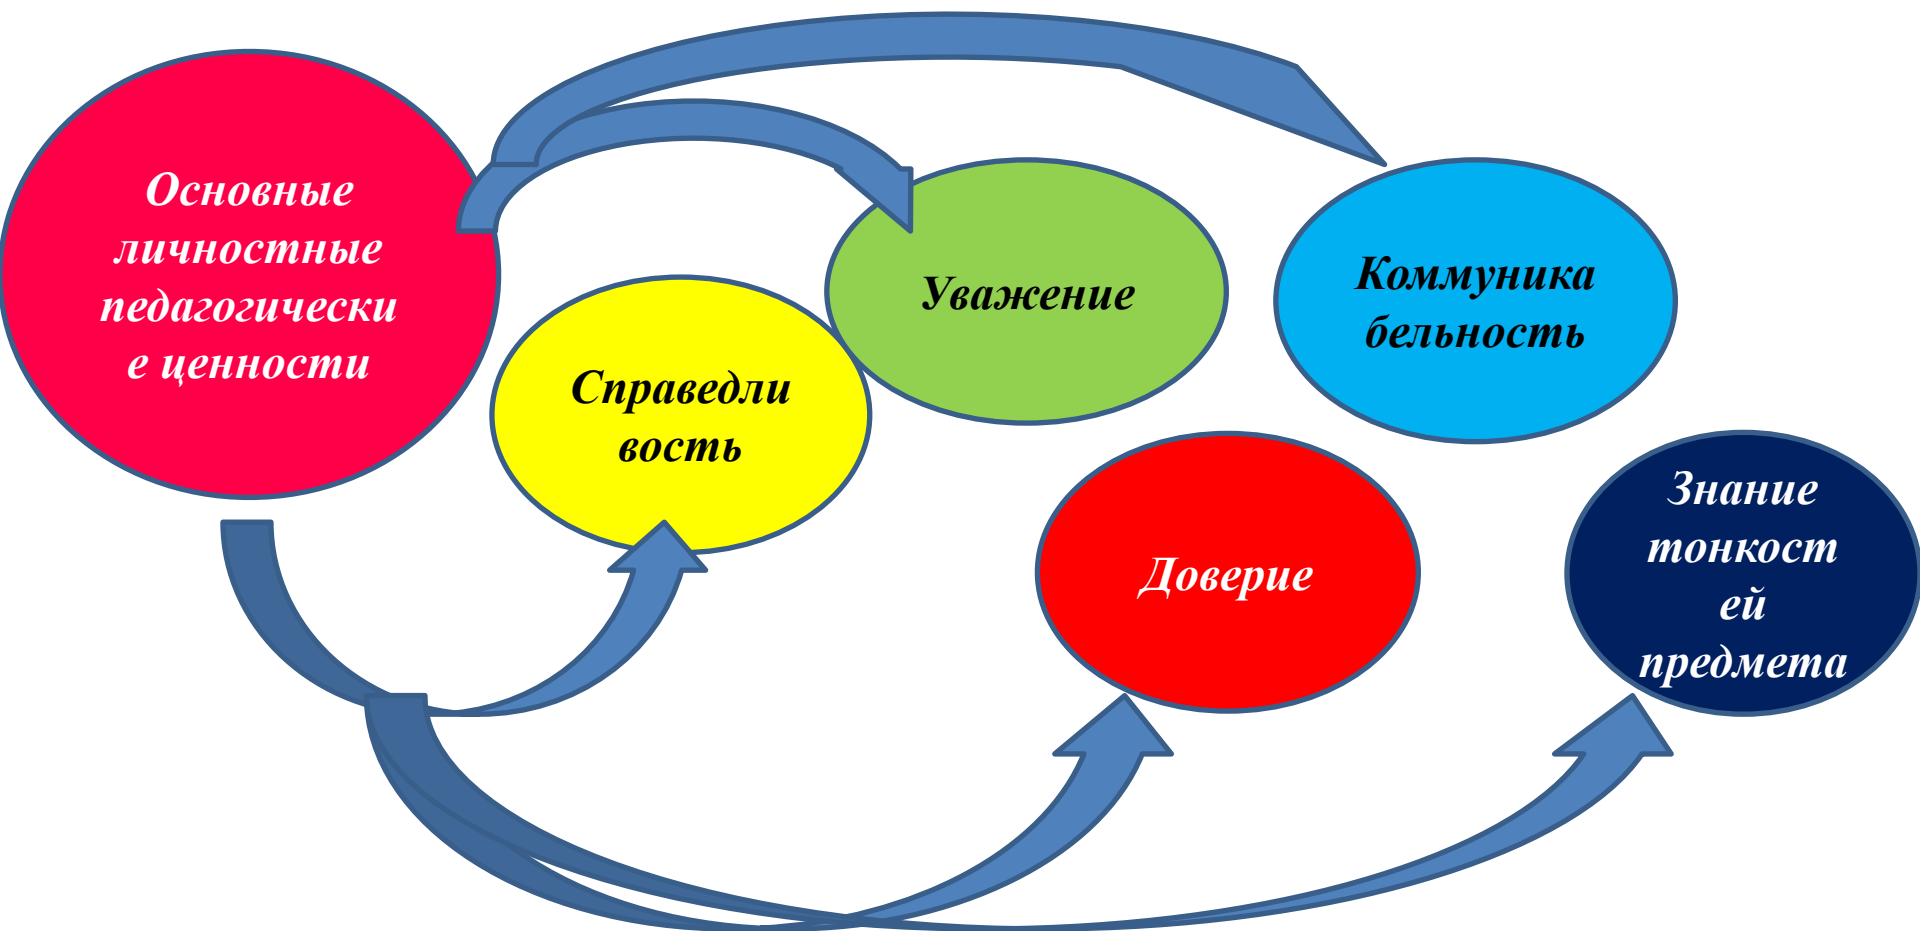 Основные
личностные
педагогически
е ценности
Справедли
вость
Уважение
Коммуника
бельность
Доверие
Знание
тонкост
ей
предмета